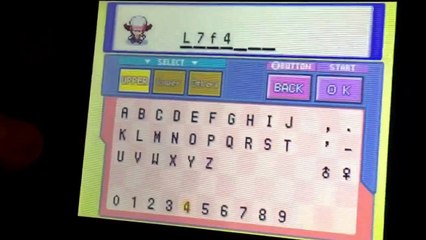 L7f4
SELECT
BUTTON START
UPPER Lower Others BACK OK
A B C D E F G H I J , .
K L M N O P Q R S T ' -
U V W X Y Z ♂ ♀
0 1 2 3 4 5 6 7 8 9